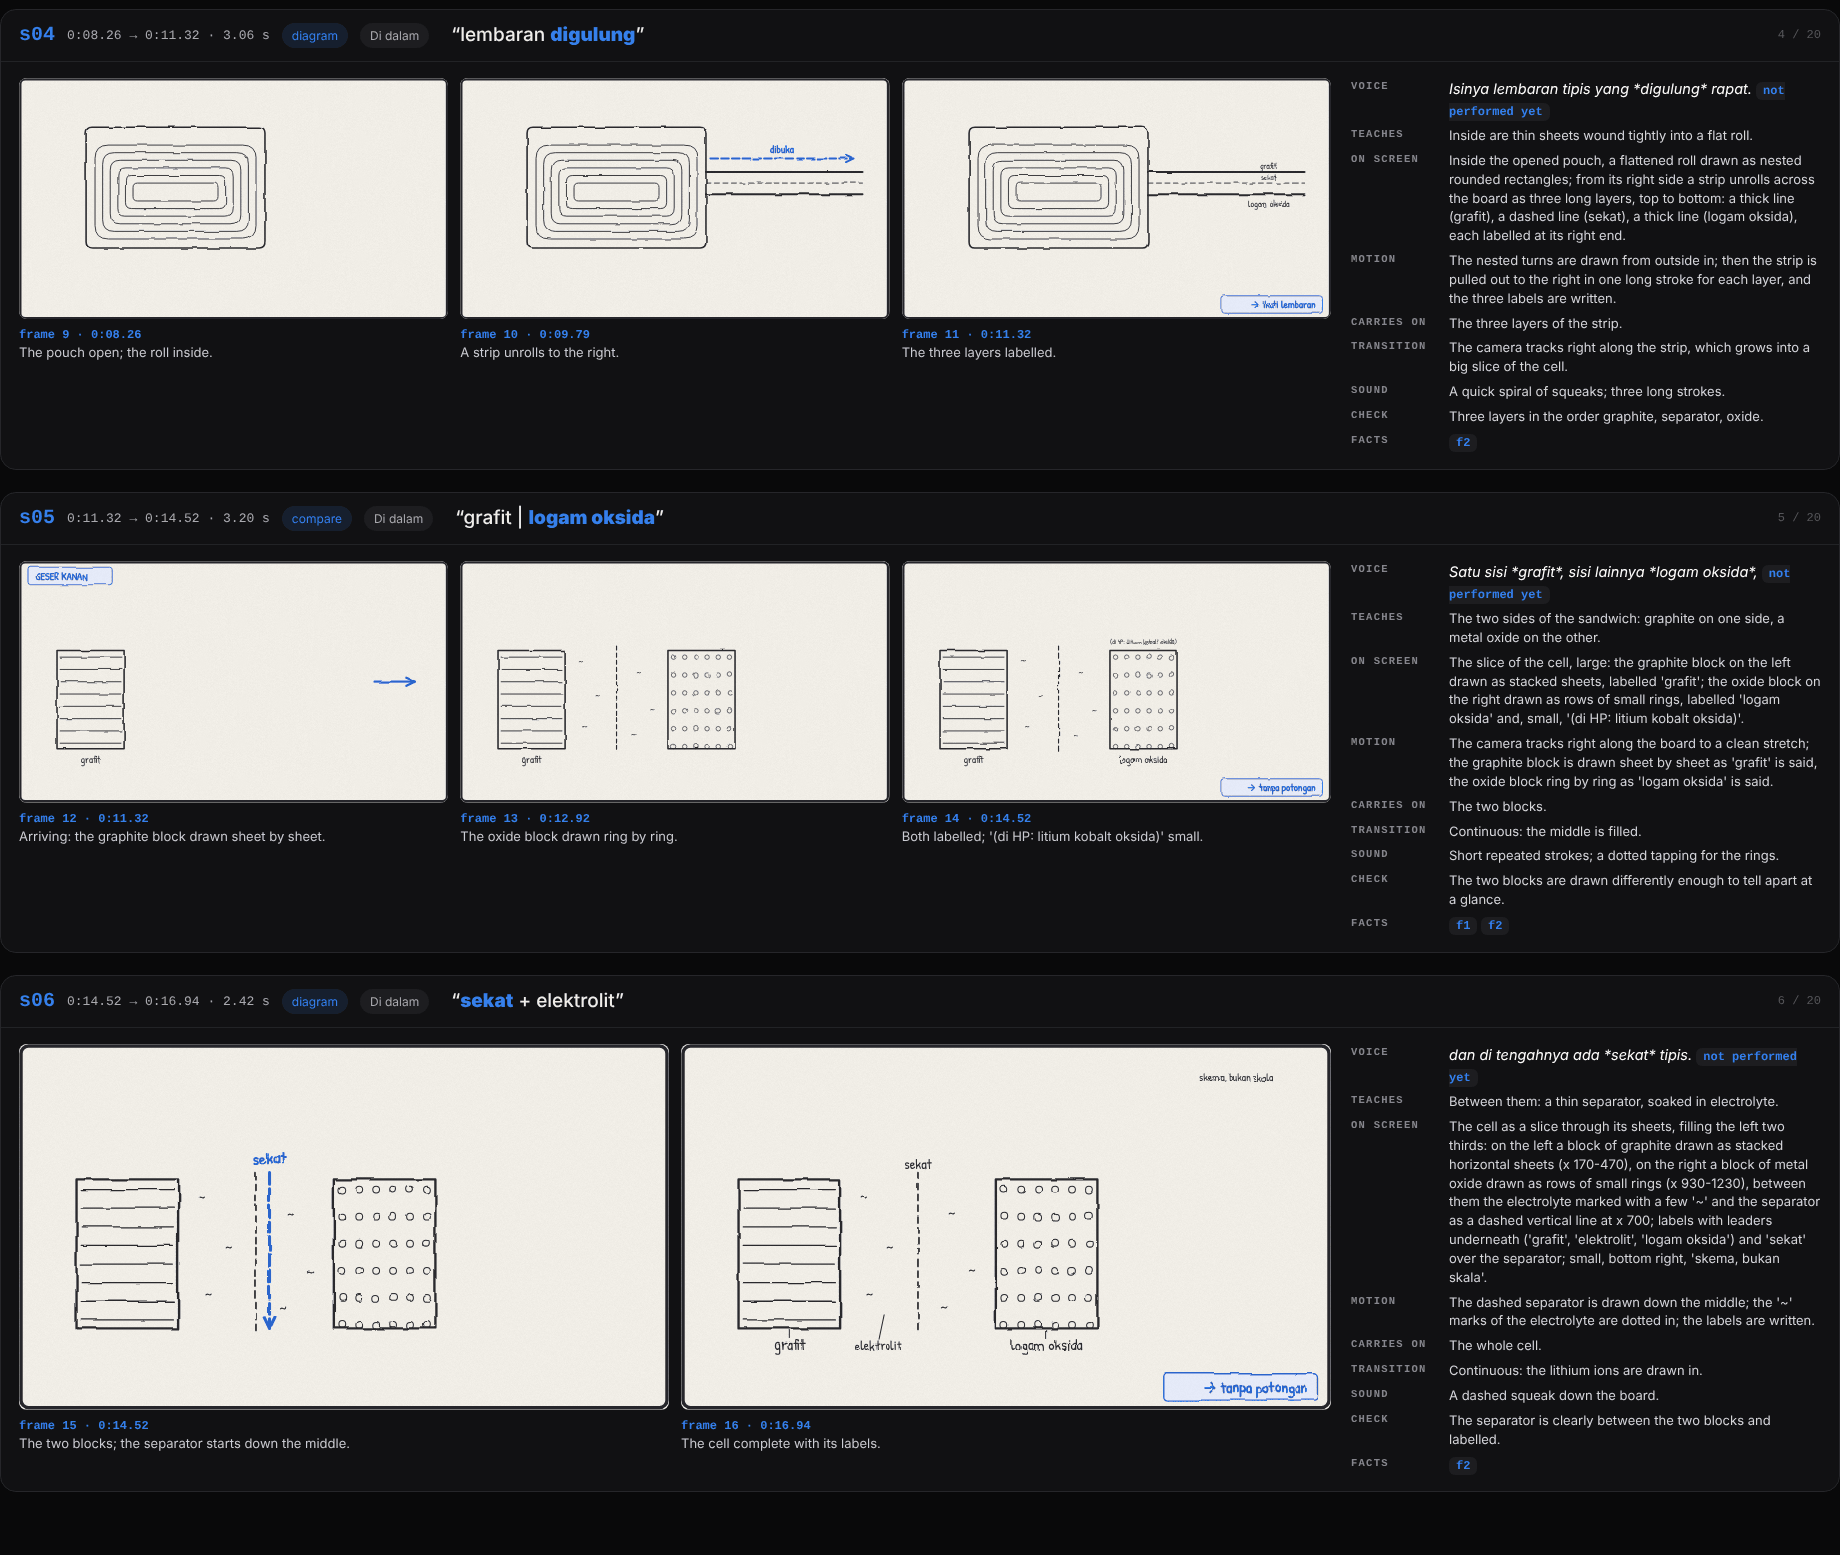 s04 0:08.26 → 0:11.32 · 3.06 s diagram Di dalam “lembaran digulung” 4 / 20
dibuka
grafit
sekat
logam oksida
→ ikuti lembaran
frame 9 · 0:08.26
The pouch open; the roll inside.
frame 10 · 0:09.79
A strip unrolls to the right.
frame 11 · 0:11.32
The three layers labelled.
VOICE Isinya lembaran tipis yang *digulung* rapat. not
performed yet
TEACHES Inside are thin sheets wound tightly into a flat roll.
ON SCREEN Inside the opened pouch, a flattened roll drawn as nested
rounded rectangles; from its right side a strip unrolls across
the board as three long layers, top to bottom: a thick line
(grafit), a dashed line (sekat), a thick line (logam oksida),
each labelled at its right end.
MOTION The nested turns are drawn from outside in; then the strip is
pulled out to the right in one long stroke for each layer, and
the three labels are written.
CARRIES ON The three layers of the strip.
TRANSITION The camera tracks right along the strip, which grows into a
big slice of the cell.
SOUND A quick spiral of squeaks; three long strokes.
CHECK Three layers in the order graphite, separator, oxide.
FACTS f2
s05 0:11.32 → 0:14.52 · 3.20 s compare Di dalam “grafit | logam oksida” 5 / 20
GESER KANAN
grafit
grafit
(di HP: litium kobalt oksida)
grafit
logam oksida
→ tanpa potongan
frame 12 · 0:11.32
Arriving: the graphite block drawn sheet by sheet.
frame 13 · 0:12.92
The oxide block drawn ring by ring.
frame 14 · 0:14.52
Both labelled; '(di HP: litium kobalt oksida)' small.
VOICE Satu sisi *grafit*, sisi lainnya *logam oksida*, not
performed yet
TEACHES The two sides of the sandwich: graphite on one side, a
metal oxide on the other.
ON SCREEN The slice of the cell, large: the graphite block on the left
drawn as stacked sheets, labelled 'grafit'; the oxide block on
the right drawn as rows of small rings, labelled 'logam
oksida' and, small, '(di HP: litium kobalt oksida)'.
MOTION The camera tracks right along the board to a clean stretch;
the graphite block is drawn sheet by sheet as 'grafit' is said,
the oxide block ring by ring as 'logam oksida' is said.
CARRIES ON The two blocks.
TRANSITION Continuous: the middle is filled.
SOUND Short repeated strokes; a dotted tapping for the rings.
CHECK The two blocks are drawn differently enough to tell apart at
a glance.
FACTS f1 f2
s06 0:14.52 → 0:16.94 · 2.42 s diagram Di dalam “sekat + elektrolit” 6 / 20
sekat
skema, bukan skala
sekat
grafit
elektrolit
logam oksida
→ tanpa potongan
frame 15 · 0:14.52
The two blocks; the separator starts down the middle.
frame 16 · 0:16.94
The cell complete with its labels.
VOICE dan di tengahnya ada *sekat* tipis. not performed
yet
TEACHES Between them: a thin separator, soaked in electrolyte.
ON SCREEN The cell as a slice through its sheets, filling the left two
thirds: on the left a block of graphite drawn as stacked
horizontal sheets (x 170-470), on the right a block of metal
oxide drawn as rows of small rings (x 930-1230), between
them the electrolyte marked with a few '~' and the separator
as a dashed vertical line at x 700; labels with leaders
underneath ('grafit', 'elektrolit', 'logam oksida') and 'sekat'
over the separator; small, bottom right, 'skema, bukan
skala'.
MOTION The dashed separator is drawn down the middle; the '~'
marks of the electrolyte are dotted in; the labels are written.
CARRIES ON The whole cell.
TRANSITION Continuous: the lithium ions are drawn in.
SOUND A dashed squeak down the board.
CHECK The separator is clearly between the two blocks and
labelled.
FACTS f2